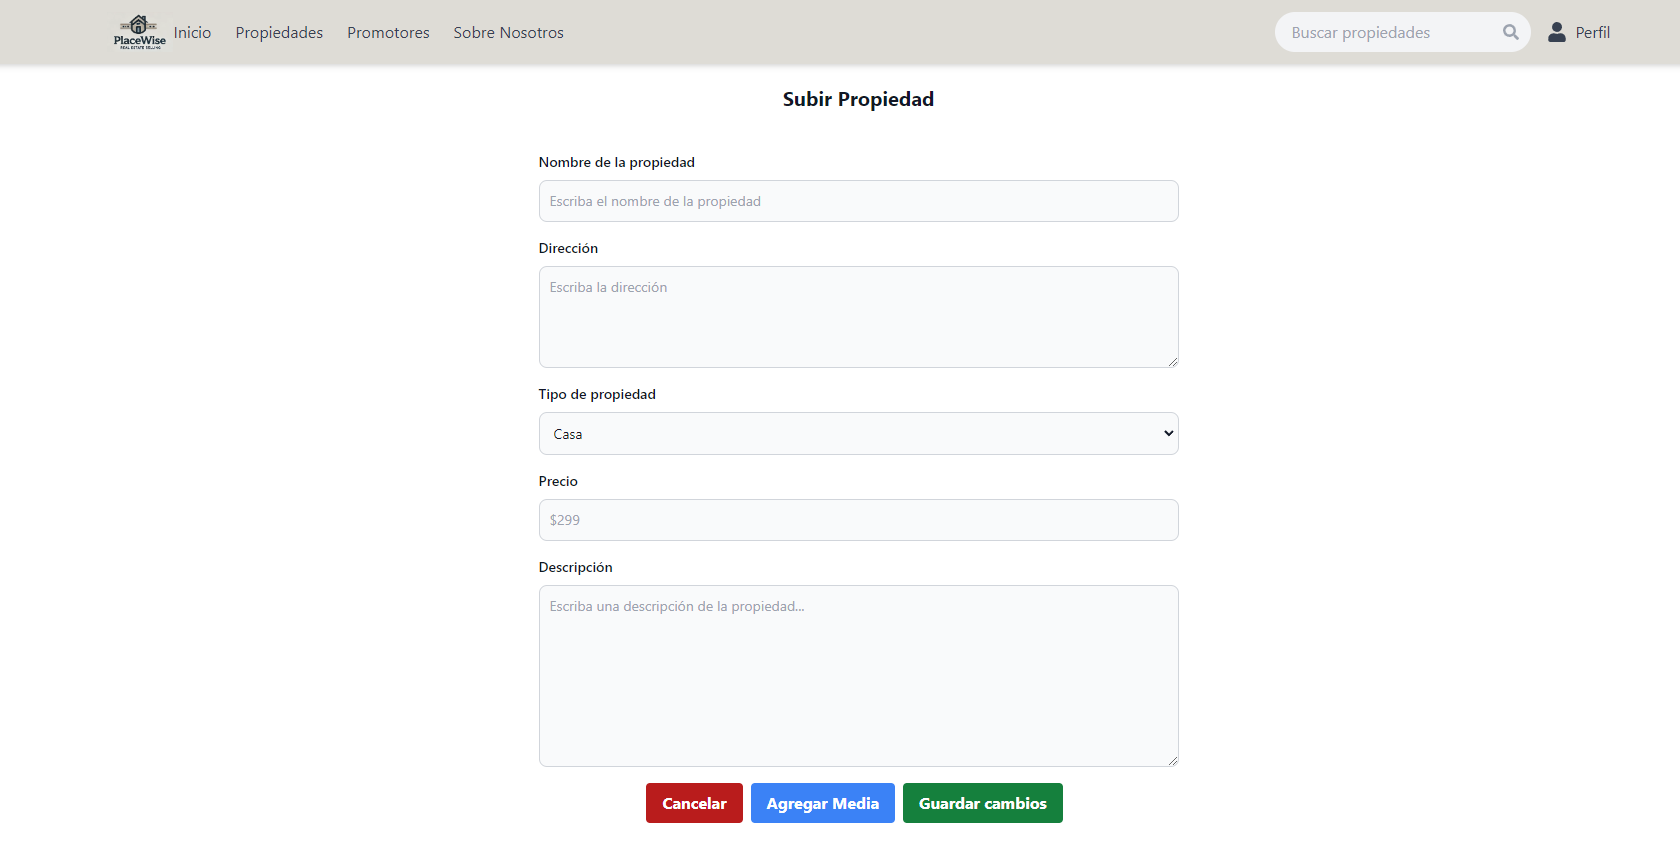 PlaceWise
REAL ESTATE SELLING
Inicio
Propiedades
Promotores
Sobre Nosotros
Buscar propiedades
Perfil
Subir Propiedad
Nombre de la propiedad
Escriba el nombre de la propiedad
Dirección
Escriba la dirección
Tipo de propiedad
Casa
Precio
$299
Descripción
Escriba una descripción de la propiedad...
Cancelar
Agregar Media
Guardar cambios